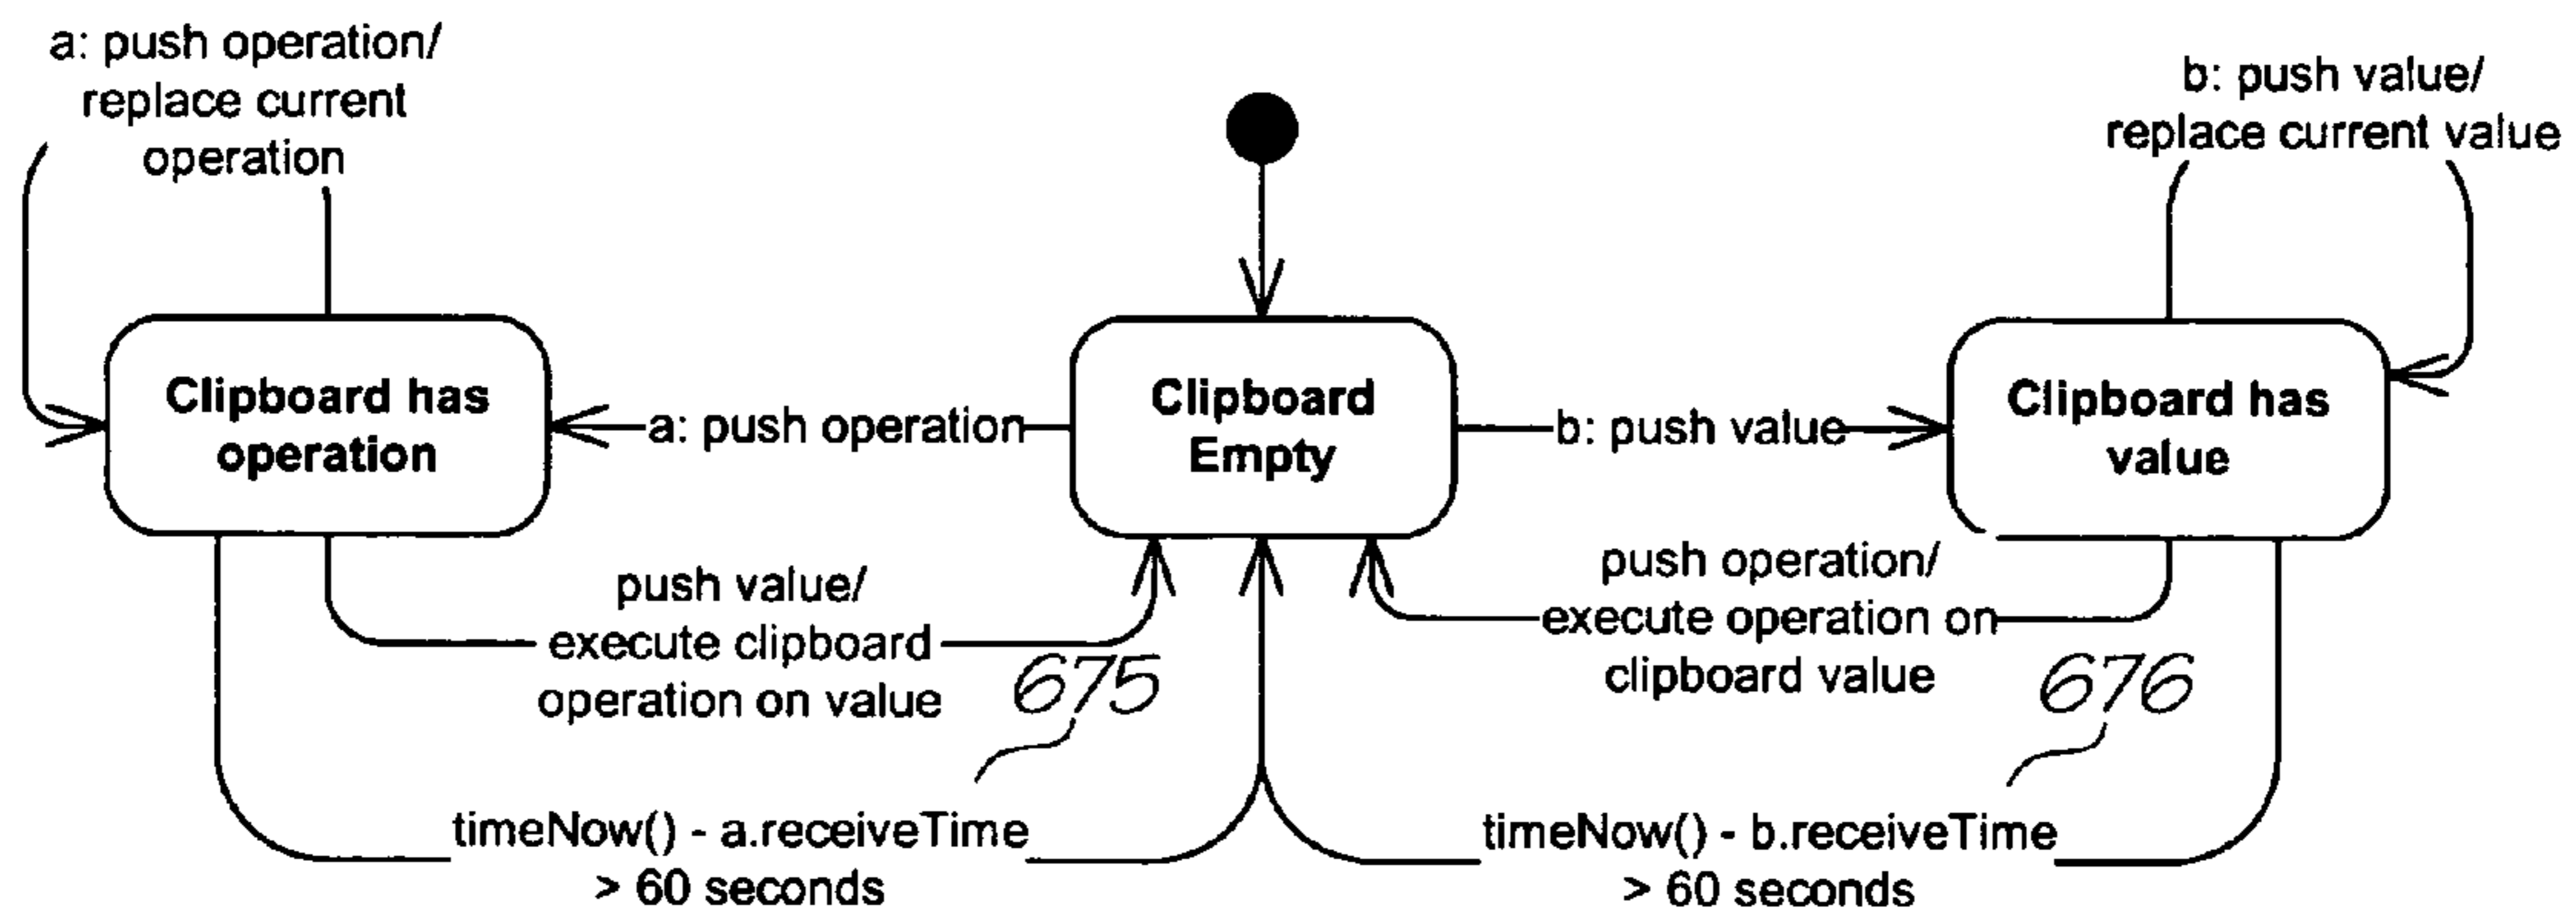 a: push operation/
replace current
operation
b: push value/
replace current value
Clipboard has
operation
a: push operation
Clipboard
Empty
b: push value
Clipboard has
value
push value/
execute clipboard
operation on value
675
push operation/
execute operation on
clipboard value
676
timeNow() - a.receiveTime
> 60 seconds
timeNow() - b.receiveTime
> 60 seconds